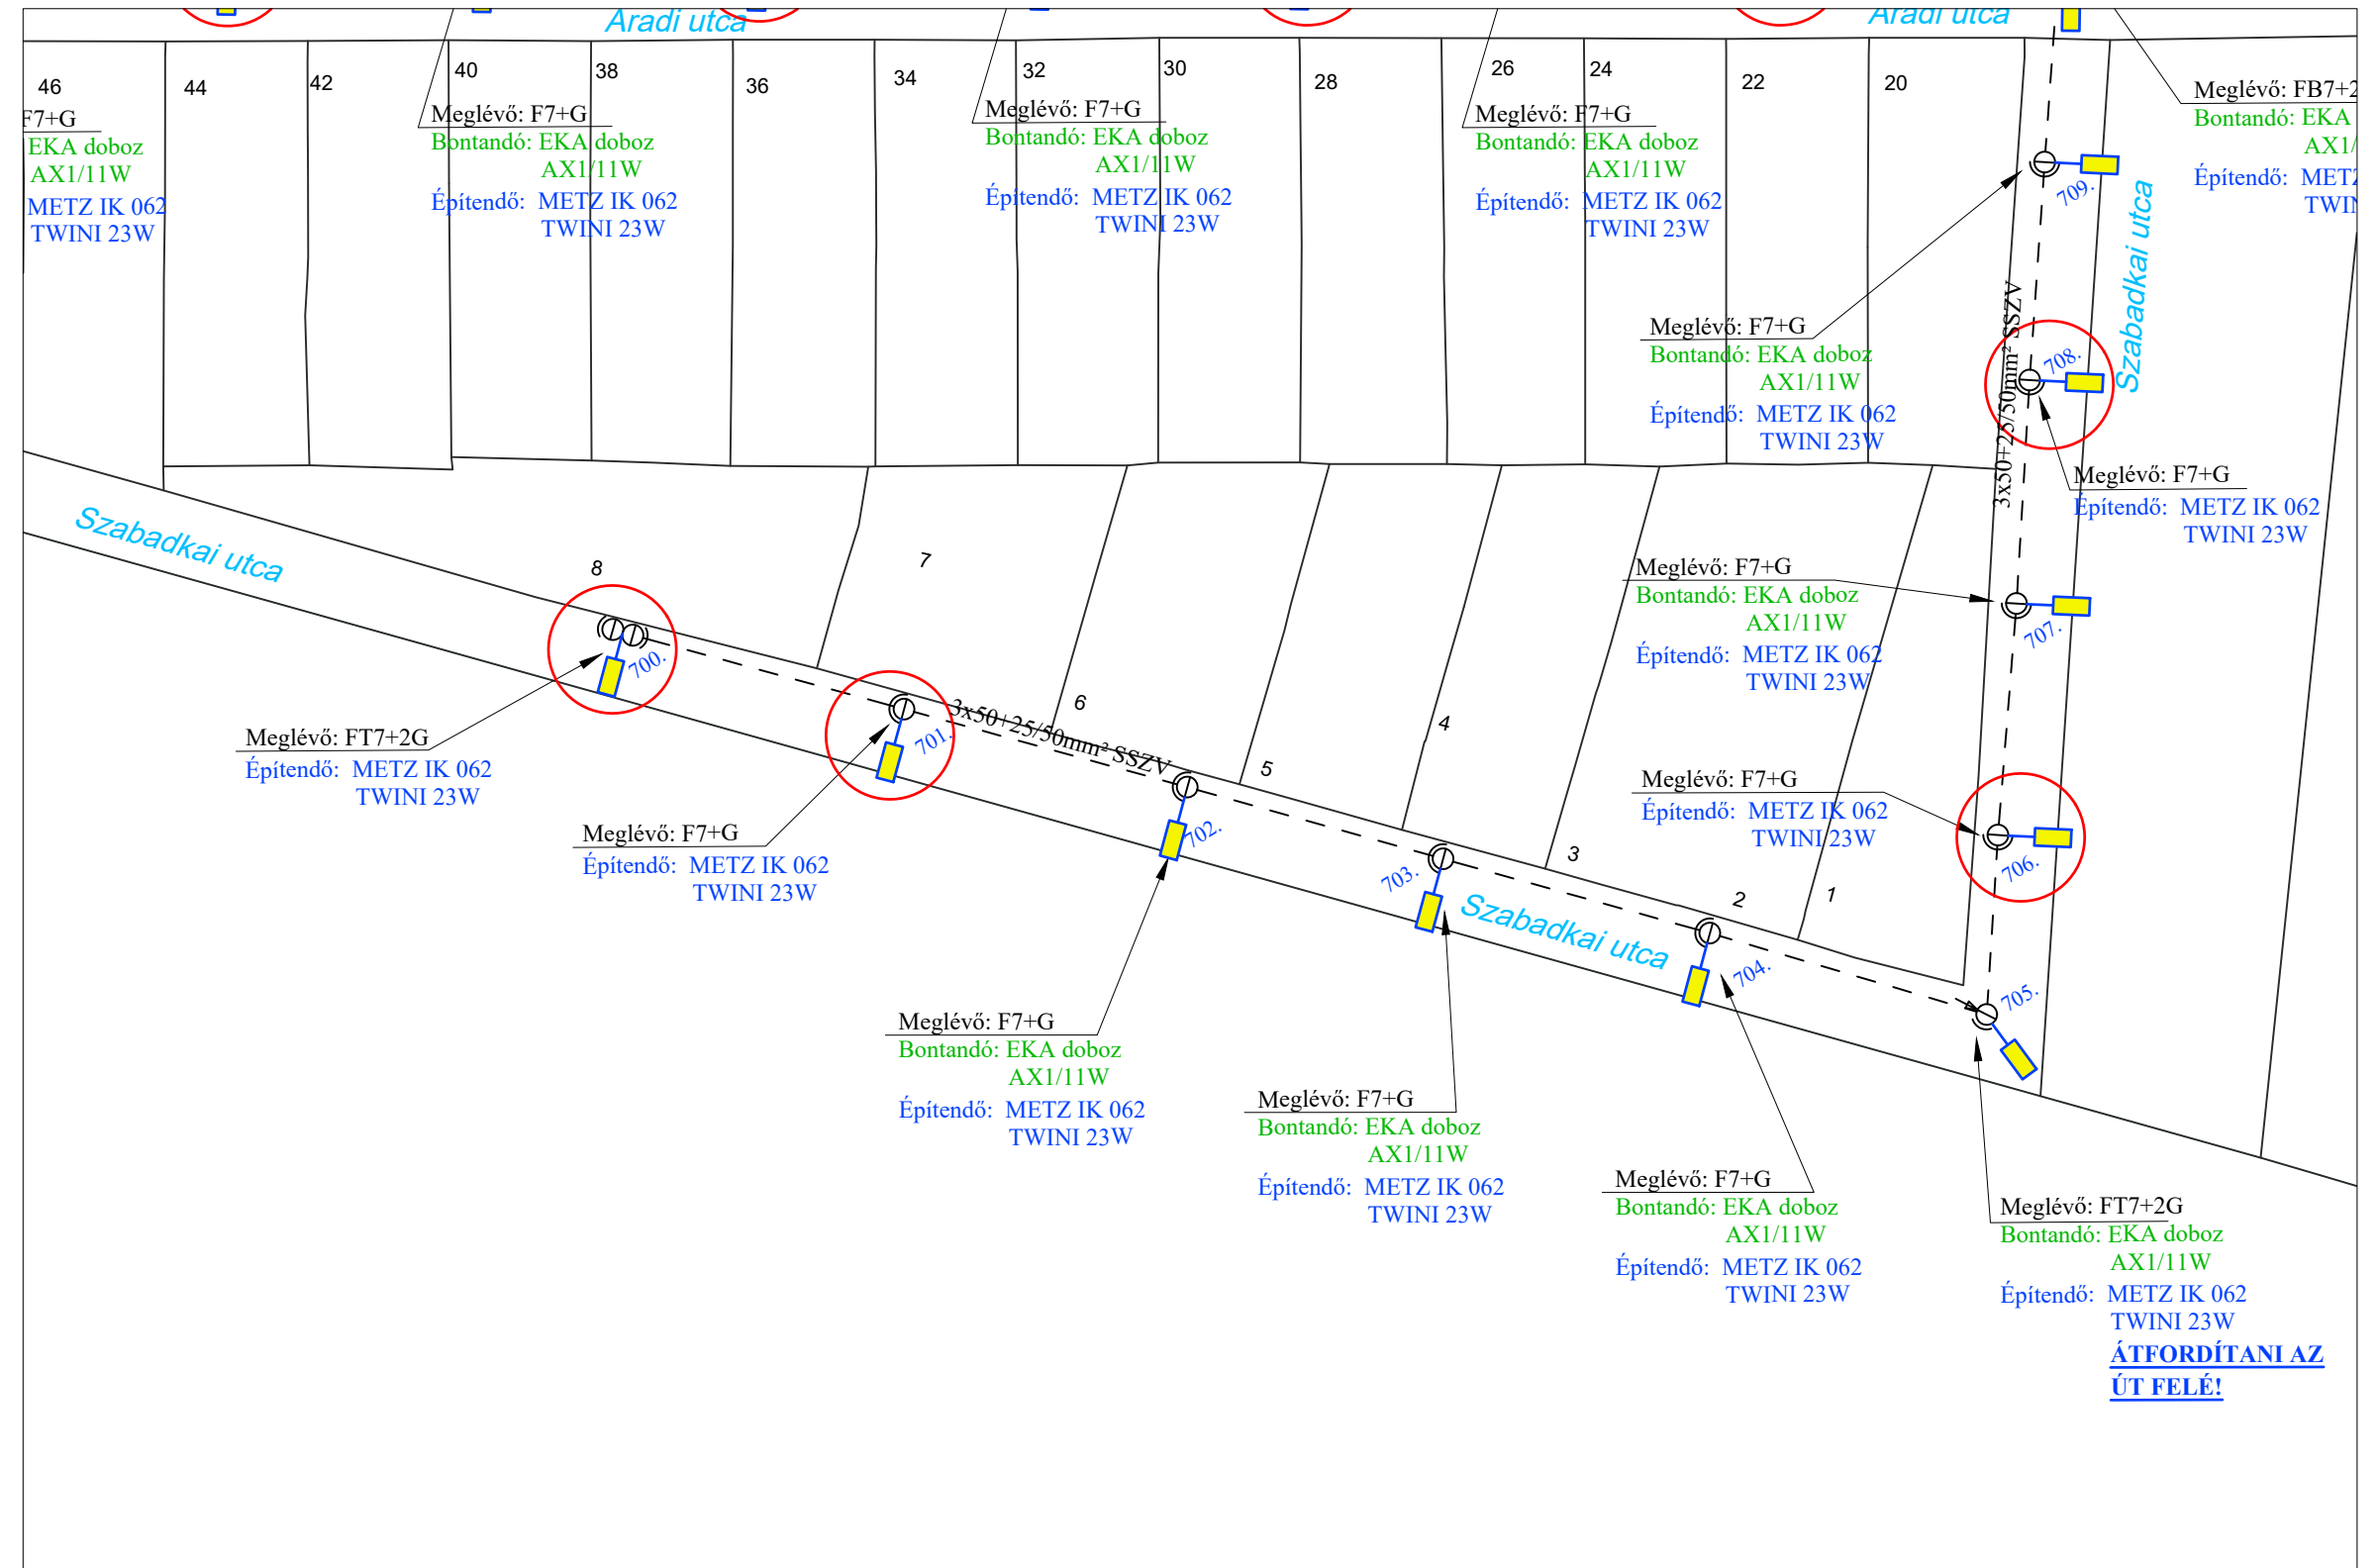 Aradi utca
Aradi utca
46
44
42
40
38
36
34
32
30
28
26
24
22
20
F7+G
EKA doboz
AX1/11W
METZ IK 062
TWINI 23W
Meglévő: F7+G
Bontandó: EKA doboz
AX1/11W
Építendő: METZ IK 062
TWINI 23W
Meglévő: F7+G
Bontandó: EKA doboz
AX1/11W
Építendő: METZ IK 062
TWINI 23W
Meglévő: F7+G
Bontandó: EKA doboz
AX1/11W
Építendő: METZ IK 062
TWINI 23W
Meglévő: FB7+2
Bontandó: EKA
AX1/
Építendő:
709.
Szabadkai utca
Meglévő: F7+G
Bontandó: EKA doboz
AX1/11W
Építendő: METZ IK 062
TWINI 23W
3x50+25/50mm² SSZV
708.
Meglévő: F7+G
Építendő: METZ IK 062
TWINI 23W
Szabadkai utca
8
7
6
5
4
3
2
1
Meglévő: F7+G
Bontandó: EKA doboz
AX1/11W
Építendő: METZ IK 062
TWINI 23W
707.
700.
Meglévő: FT7+2G
Építendő: METZ IK 062
TWINI 23W
701.
3x50+25/50mm² SSZV
Meglévő: F7+G
Építendő: METZ IK 062
TWINI 23W
702.
Meglévő: F7+G
Építendő: METZ IK 062
TWINI 23W
706.
703.
Szabadkai utca
704.
705.
Meglévő: F7+G
Bontandó: EKA doboz
AX1/11W
Építendő: METZ IK 062
TWINI 23W
Meglévő: F7+G
Bontandó: EKA doboz
AX1/11W
Építendő: METZ IK 062
TWINI 23W
Meglévő: F7+G
Bontandó: EKA doboz
AX1/11W
Építendő: METZ IK 062
TWINI 23W
Meglévő: FT7+2G
Bontandó: EKA doboz
AX1/11W
Építendő: METZ IK 062
TWINI 23W
ÁTFORDÍTANI AZ
ÚT FELÉ!